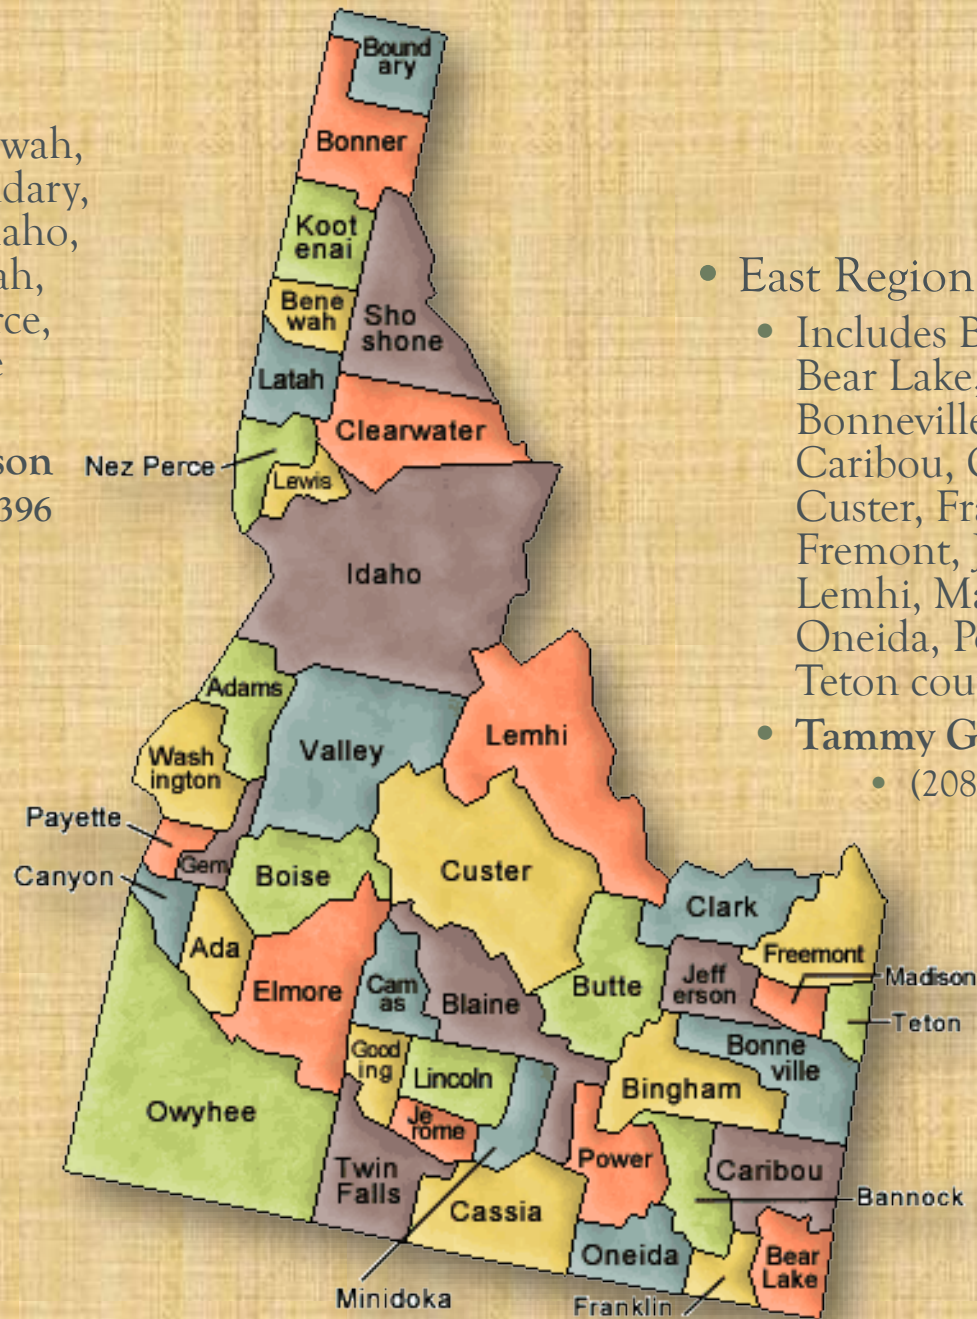 wah,
dary,
aho,
ah,
rce,
e
son
396
Bound
ary
Bonner
Koot
enai
Bene
wah
Sho
shone
Latah
Clearwater
Nez Perce
Lewis
Idaho
Adams
Valley
Lemhi
Wash
ington
Payette
Gem
Canyon
Boise
Custer
Ada
Elmore
Cam
as
Blaine
Butte
Clark
Freemont
Jeff
erson
Madison
Teton
Bonne
ville
Bingham
Good
ing
Lincoln
Je
rome
Owyhee
Twin
Falls
Cassia
Minidoka
Power
Caribou
Bannock
Oneida
Bear
Lake
Franklin
• East Region
• Includes B
Bear Lake,
Bonneville
Caribou, C
Custer, Fra
Fremont, J
Lemhi, Ma
Oneida, Po
Teton cou
• Tammy G
• (208